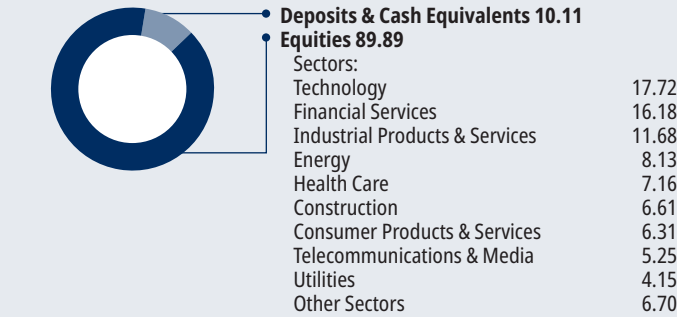 Deposits & Cash Equivalents 10.11
Equities 89.89
Sectors:
Technology 17.72
Financial Services 16.18
Industrial Products & Services 11.68
Energy 8.13
Health Care 7.16
Construction 6.61
Consumer Products & Services 6.31
Telecommunications & Media 5.25
Utilities 4.15
Other Sectors 6.70